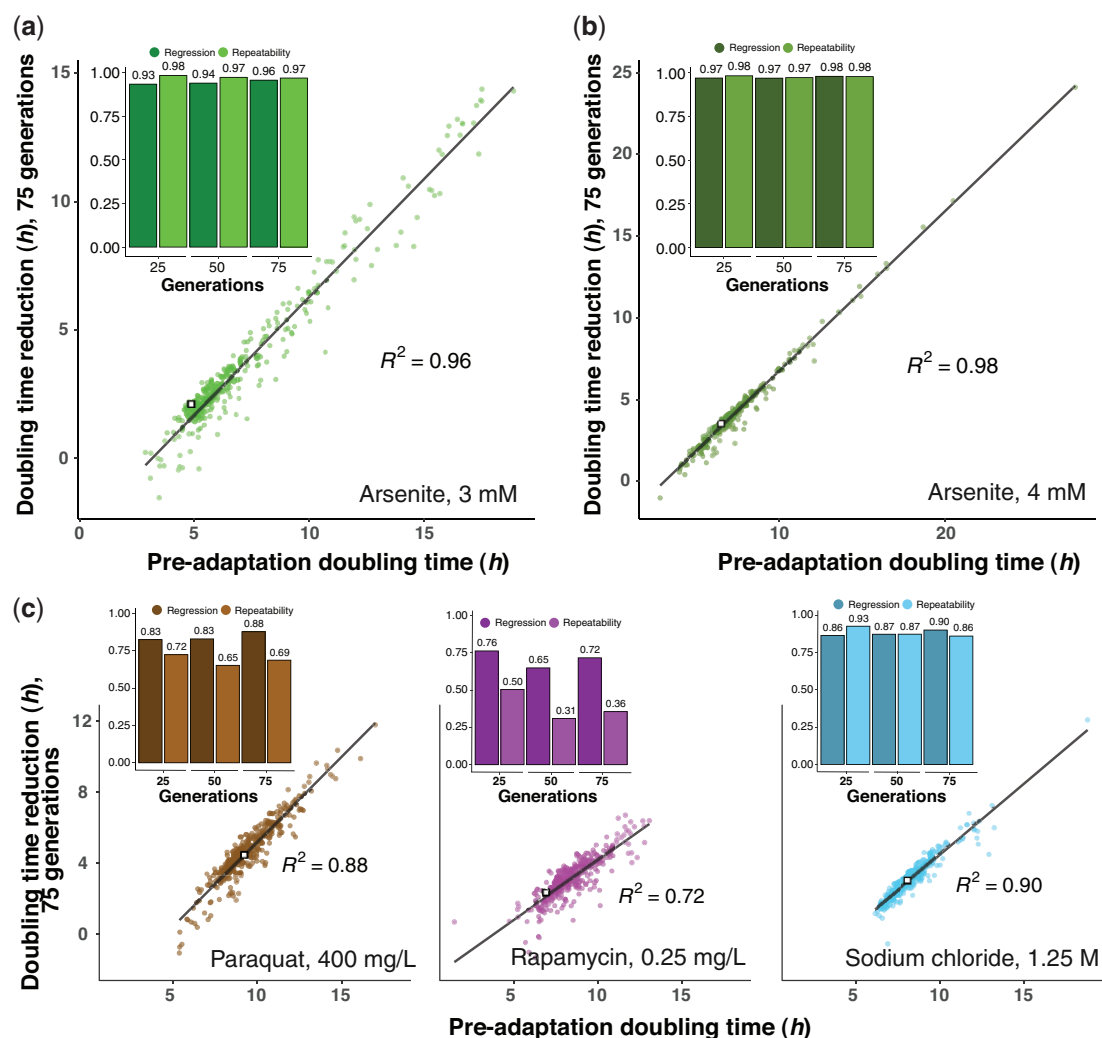 (a)
Doubling time reduction (h), 75 generations
15
10
5
0
Regression Repeatability
0.93 0.98 0.94 0.97 0.96 0.97
1.00
0.75
0.50
0.25
0.00
25 50 75
Generations
R² = 0.96
Arsenite, 3 mM
0 5 10 15
Pre-adaptation doubling time (h)
(b)
Doubling time reduction (h), 75 generations
25
20
15
10
5
0
Regression Repeatability
0.97 0.98 0.97 0.97 0.98 0.98
1.00
0.75
0.50
0.25
0.00
25 50 75
Generations
R² = 0.98
Arsenite, 4 mM
10 20
Pre-adaptation doubling time (h)
(c)
Doubling time reduction (h),
75 generations
12
8
4
0
Regression Repeatability
0.83 0.72 0.83 0.65 0.88 0.69
1.00
0.75
0.50
0.25
0.00
25 50 75
Generations
R² = 0.88
Paraquat, 400 mg/L
5 10 15
Regression Repeatability
0.76 0.50 0.65 0.31 0.72 0.36
1.00
0.75
0.50
0.25
0.00
25 50 75
Generations
R² = 0.72
Rapamycin, 0.25 mg/L
5 10 15
Regression Repeatability
0.86 0.93 0.87 0.87 0.90 0.86
1.00
0.75
0.50
0.25
0.00
25 50 75
Generations
R² = 0.90
Sodium chloride, 1.25 M
5 10 15
Pre-adaptation doubling time (h)